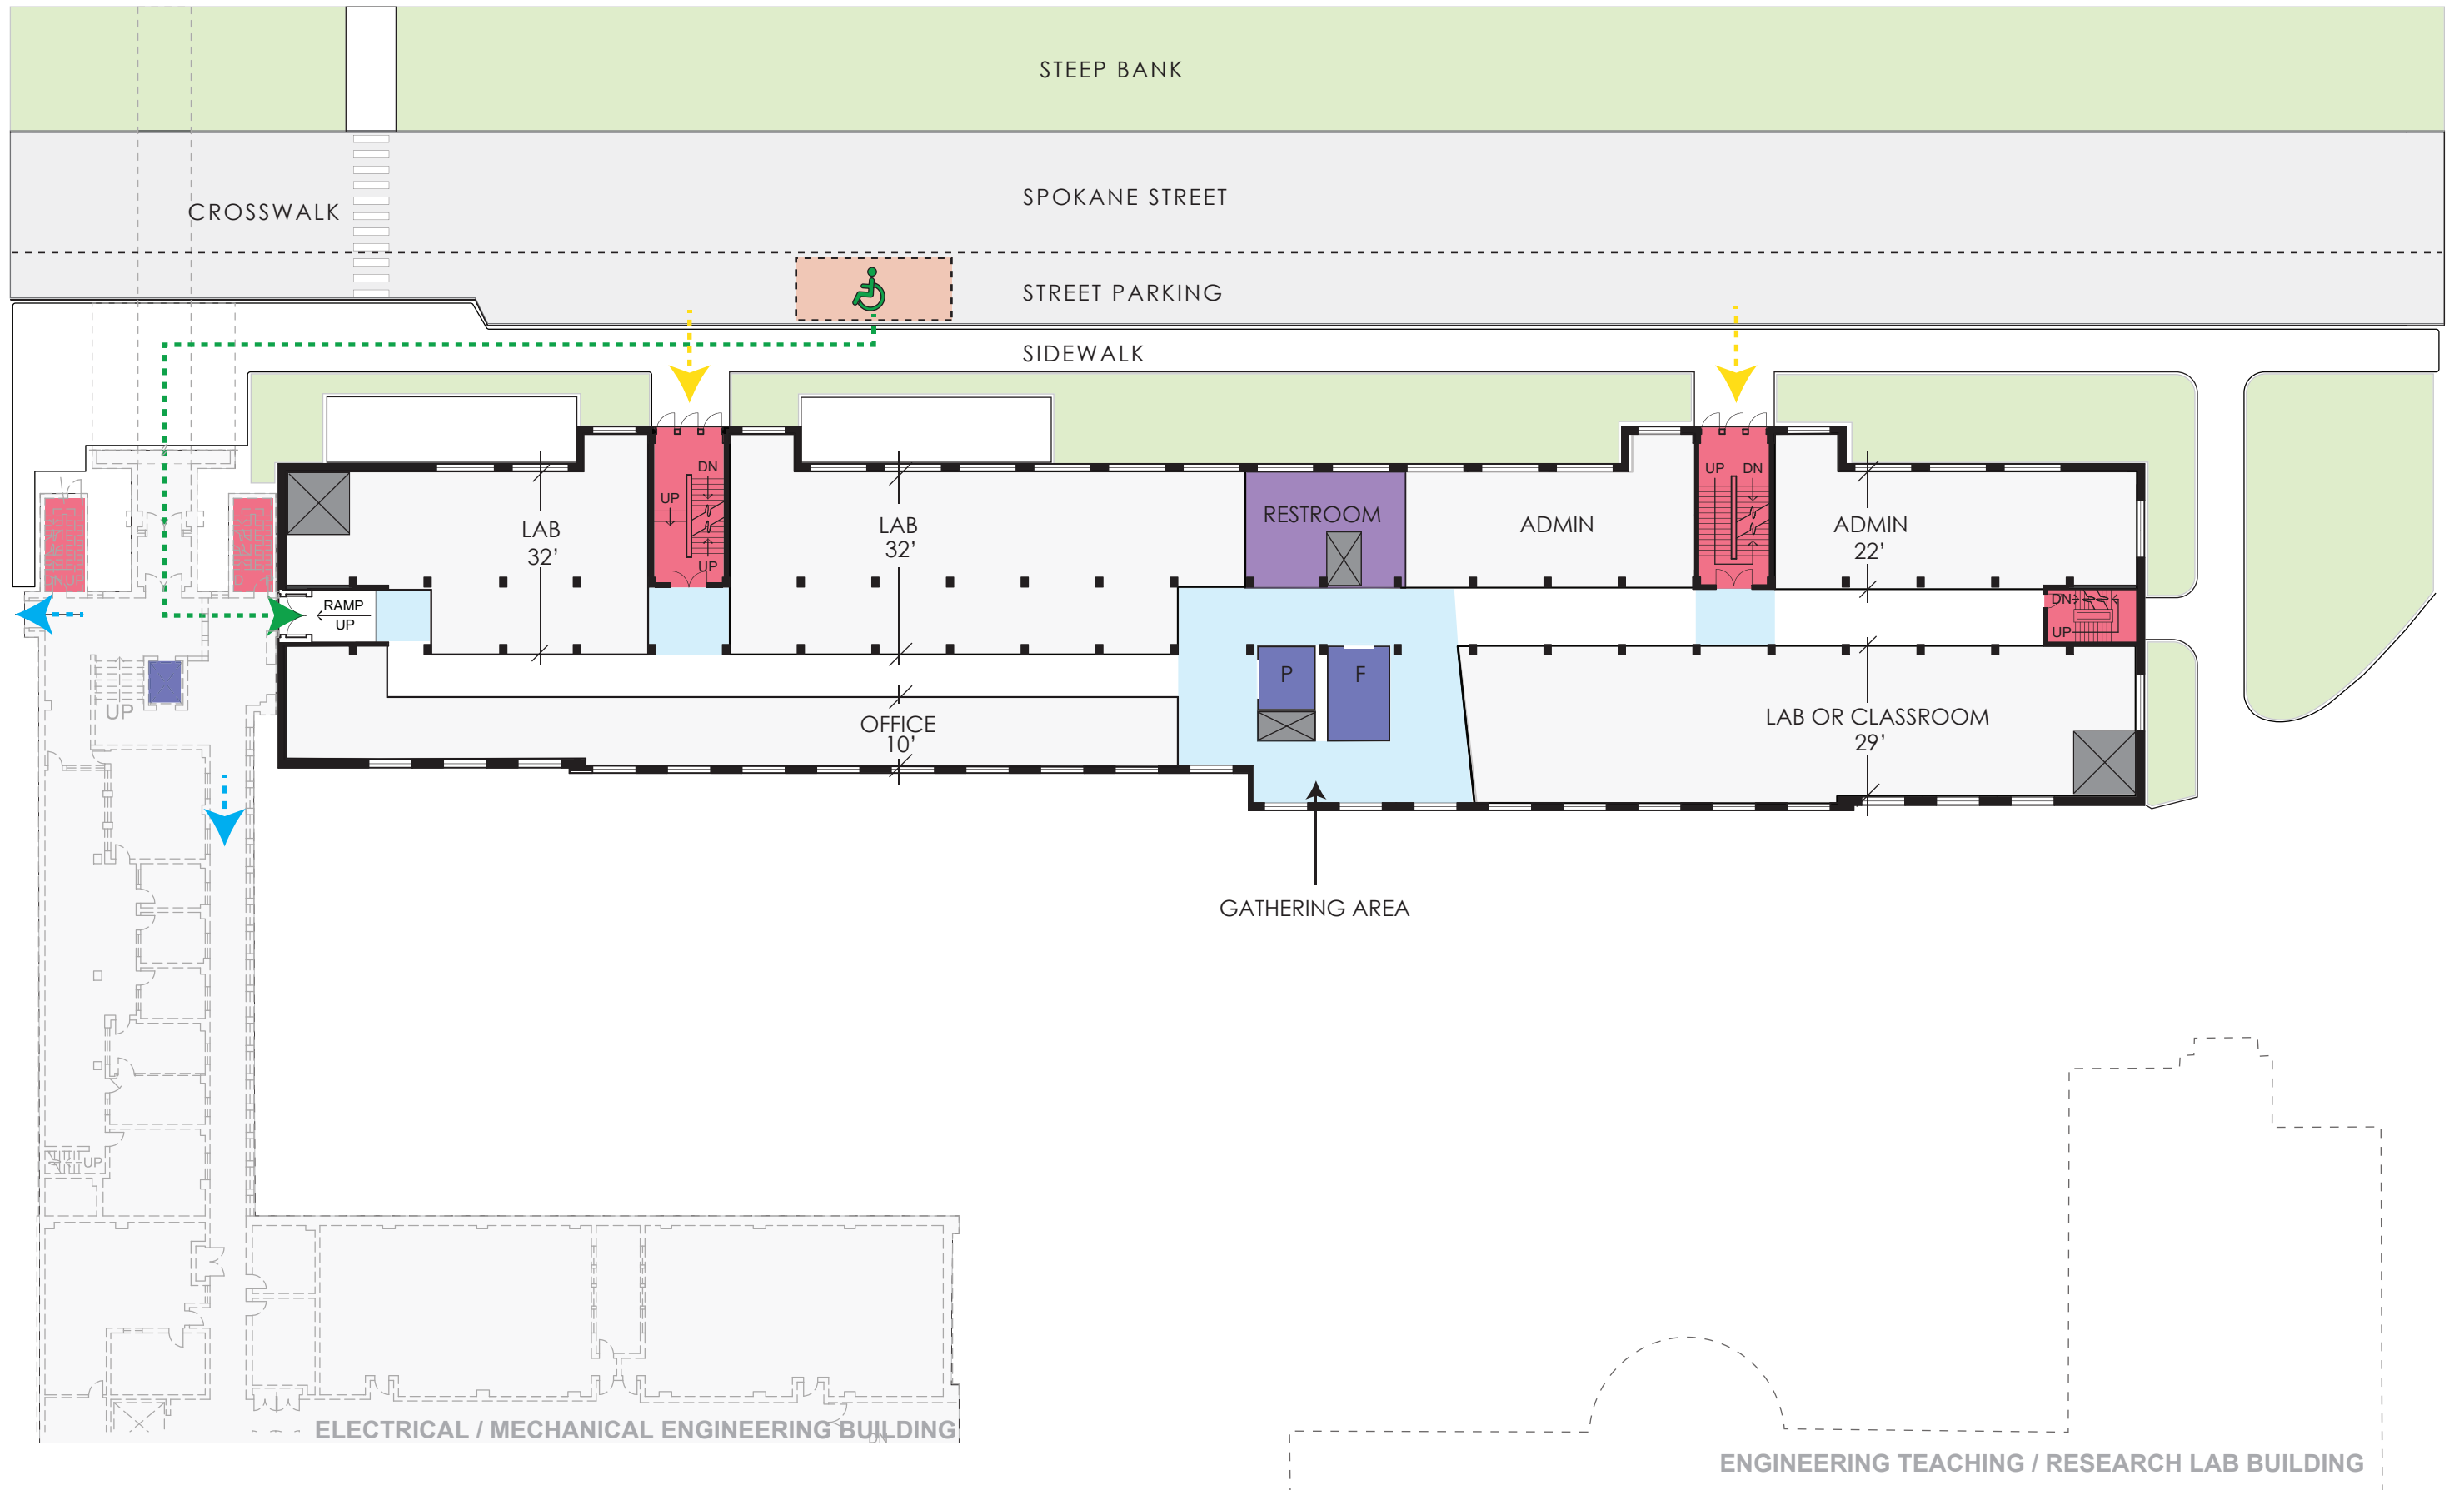 STEEP BANK
SPOKANE STREET
CROSSWALK
STREET PARKING
SIDEWALK
DN
UP
UP
UP DN
LAB
32'
LAB
32'
RESTROOM
ADMIN
ADMIN
22'
RAMP
UP
DN
UP
P
F
UP
OFFICE
10'
LAB OR CLASSROOM
29'
GATHERING AREA
UP
ELECTRICAL / MECHANICAL ENGINEERING BUILDING
DN
ENGINEERING TEACHING / RESEARCH LAB BUILDING